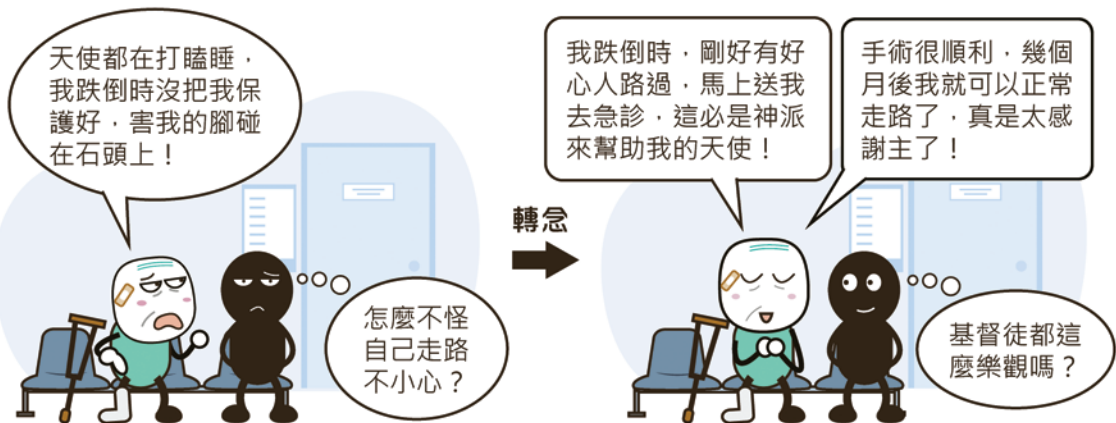 天使都在打瞌睡，
我跌倒時沒把我保
護好，害我的腳碰
在石頭上！
怎麼不怪
自己走路
不小心？
轉念
我跌倒時，剛好有好
心人路過，馬上送我
去急診，這必是神派
來幫助我的天使！
手術很順利，幾個
月後我就可以正常
走路了，真是太感
謝主了！
基督徒都這
麼樂觀嗎？